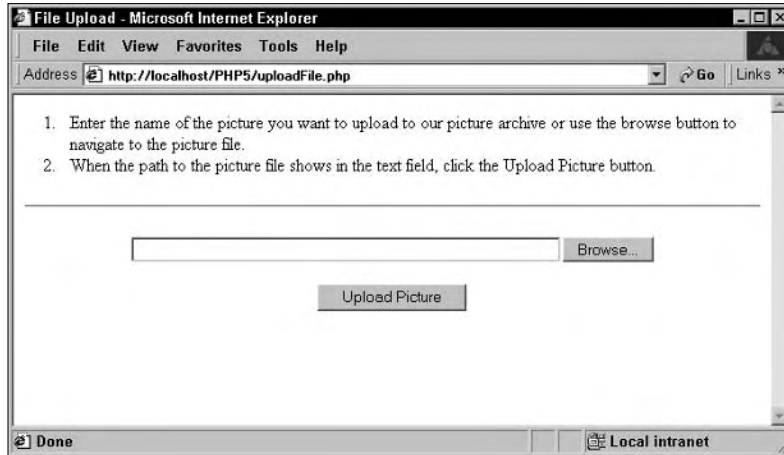 File Upload - Microsoft Internet Explorer
File Edit View Favorites Tools Help
Address http://localhost/PHP5/uploadFile.php Go Links »
1. Enter the name of the picture you want to upload to our picture archive or use the browse button to
navigate to the picture file.
2. When the path to the picture file shows in the text field, click the Upload Picture button.
Browse...
Upload Picture
Done Local intranet